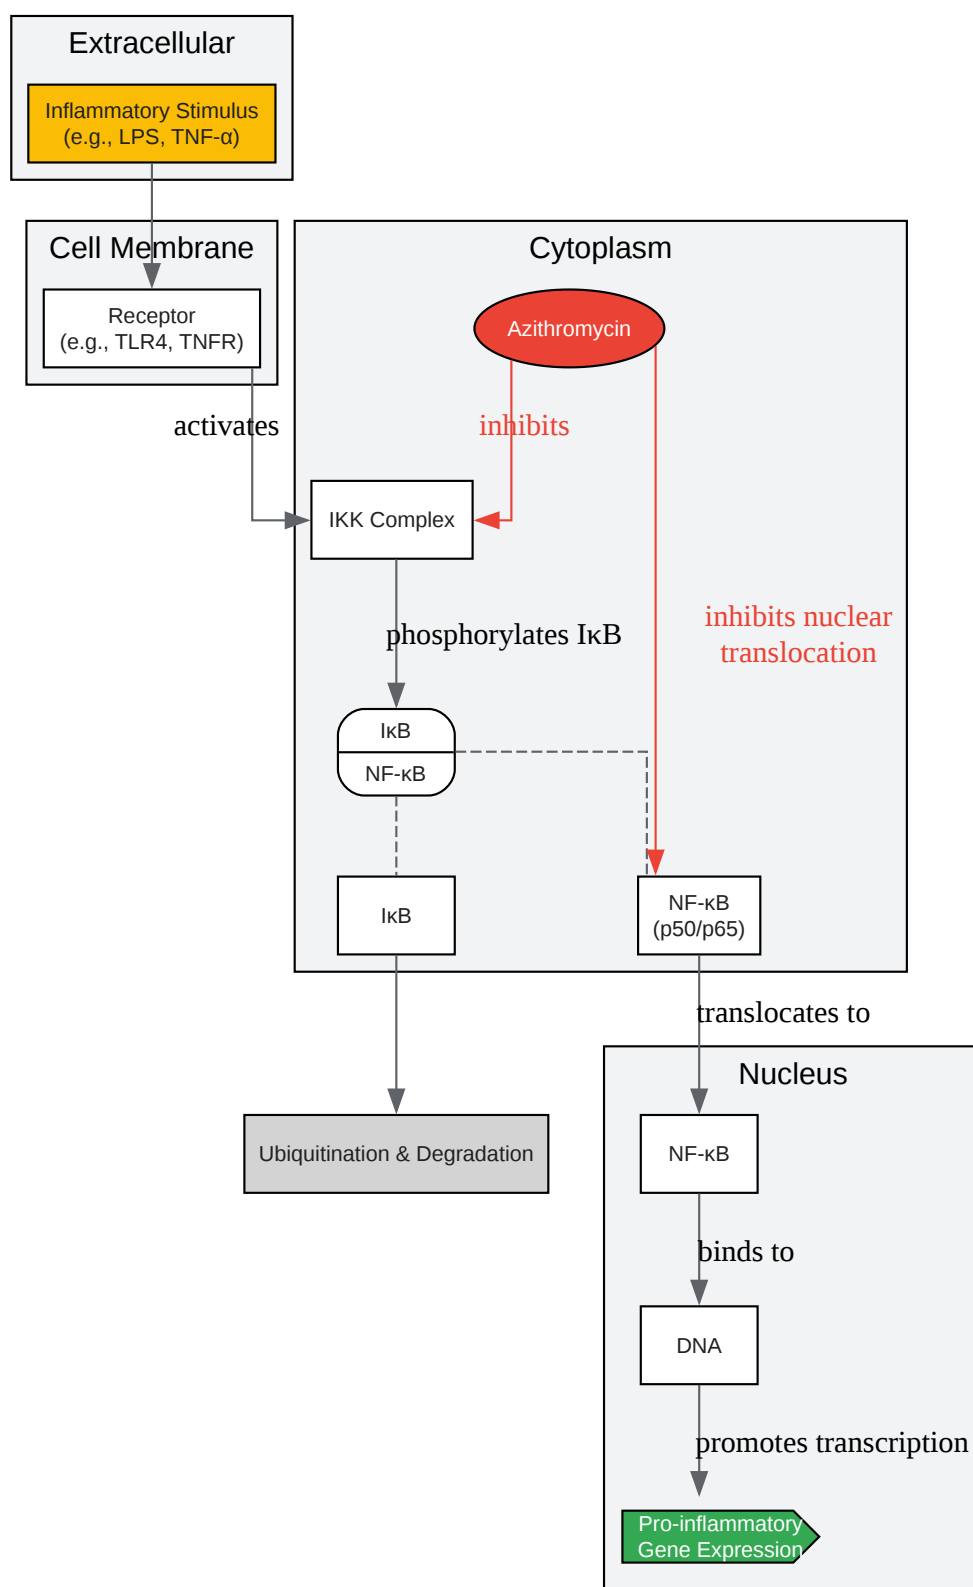 Extracellular
Inflammatory Stimulus
(e.g., LPS, TNF-α)
Cell Membrane
Receptor
(e.g., TLR4, TNFR)
Cytoplasm
Azithromycin
activates
inhibits
IKK Complex
inhibits nuclear
translocation
phosphorylates IκB
IκB
NF-κB
IκB
NF-κB
(p50/p65)
translocates to
Nucleus
Ubiquitination & Degradation
NF-κB
binds to
DNA
promotes transcription
Pro-inflammatory
Gene Expression